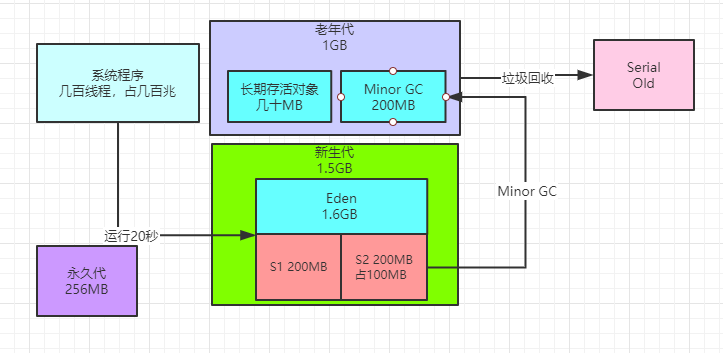 老年代
1GB
系统程序
几百线程，占几百兆
长期存活对象
几十MB
Minor GC
200MB
垃圾回收
Serial
Old
新生代
1.5GB
Eden
1.6GB
Minor GC
运行20秒
S1 200MB
S2 200MB
占100MB
永久代
256MB